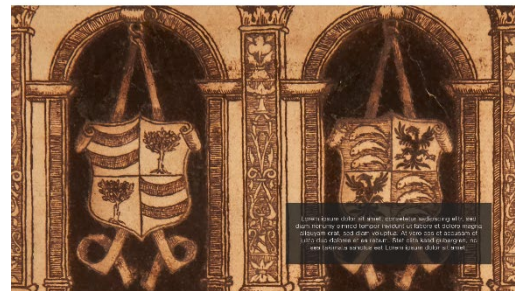 Lorem ipsum dolor sit amet, consetetur sadipscing elitr, sed
diam nonumy eirmod tempor invidunt ut labore et dolore magna
aliquyam erat, sed diam voluptua. At vero eos et accusam et
justo duo dolores et ea rebum. Stet clita kasd gubergren, no
sea takimata sanctus est Lorem ipsum dolor sit amet.